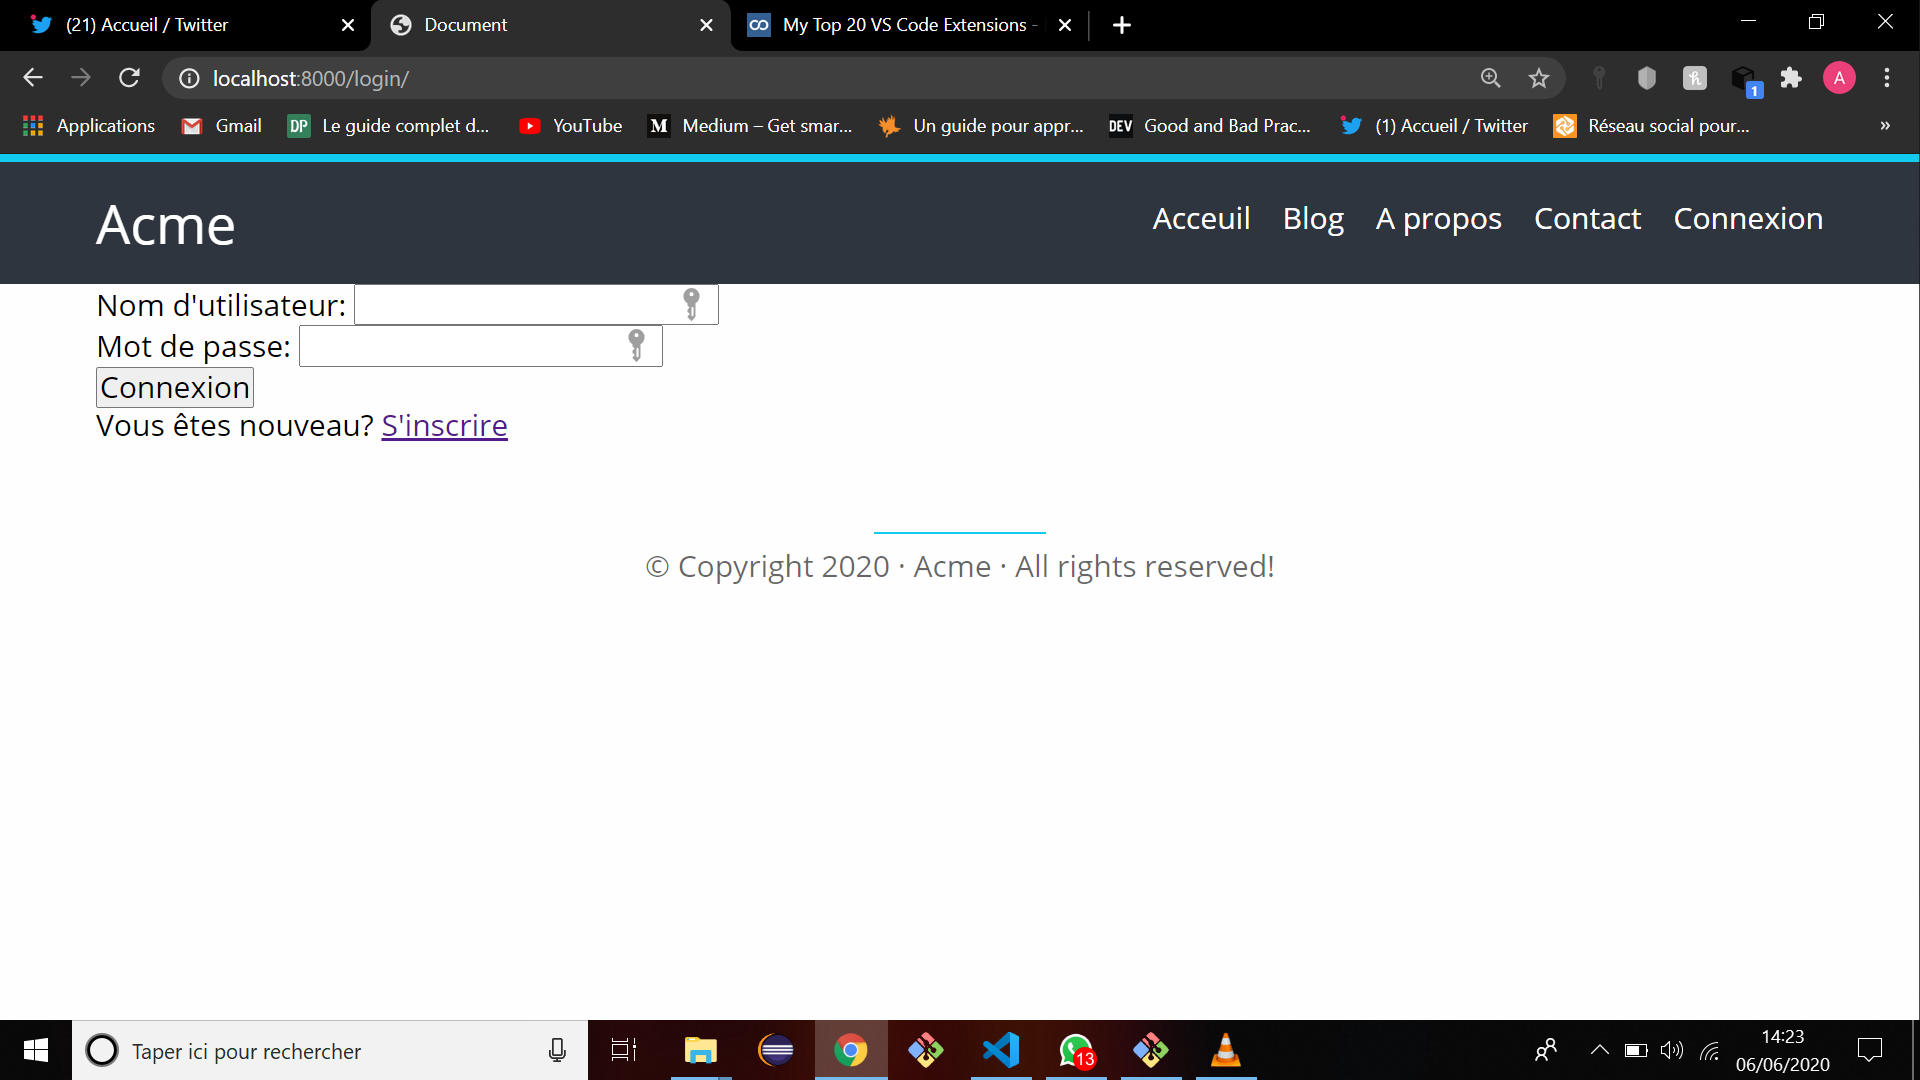 (21) Accueil / Twitter
Document
My Top 20 VS Code Extensions -
localhost:8000/login/
A
1
Applications
Gmail
DP
Le guide complet d...
YouTube
M
Medium – Get smar...
Un guide pour appr...
DEV
Good and Bad Prac...
(1) Accueil / Twitter
Réseau social pour...
»
Acme
Acceuil
Blog
A propos
Contact
Connexion
Nom d'utilisateur:
Mot de passe:
Connexion
Vous êtes nouveau? S'inscrire
© Copyright 2020 · Acme · All rights reserved!
Taper ici pour rechercher
13
14:23
06/06/2020